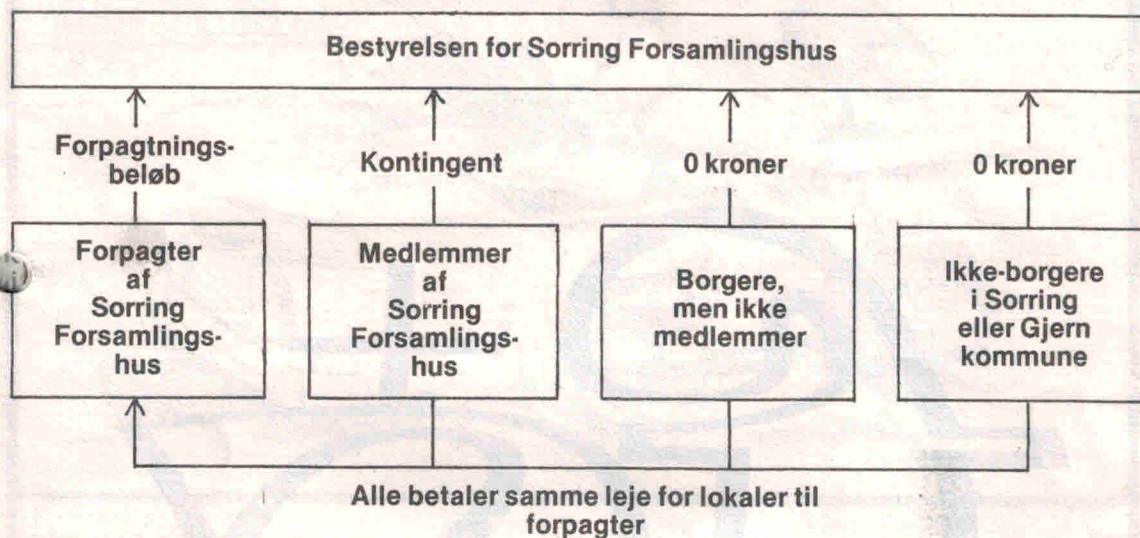 Bestyrelsen for Sorring Forsamlingshus
Forpagtnings-
beløb
Kontingent
0 kroner
0 kroner
Forpagter
af
Sorring
Forsamlings-
hus
Medlemmer
af
Sorring
Forsamlings-
hus
Borgere,
men ikke
medlemmer
Ikke-borgere
i Sorring
eller Gjern
kommune
Alle betaler samme leje for lokaler til
forpagter